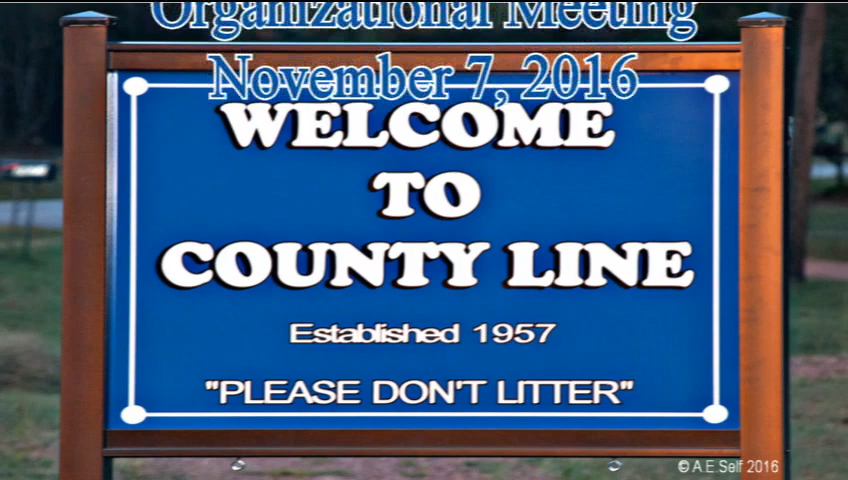 Organizational Meeting
November 7, 2016
WELCOME
TO
COUNTY LINE
Established 1957
"PLEASE DON'T LITTER"
© A.E.Self 2016